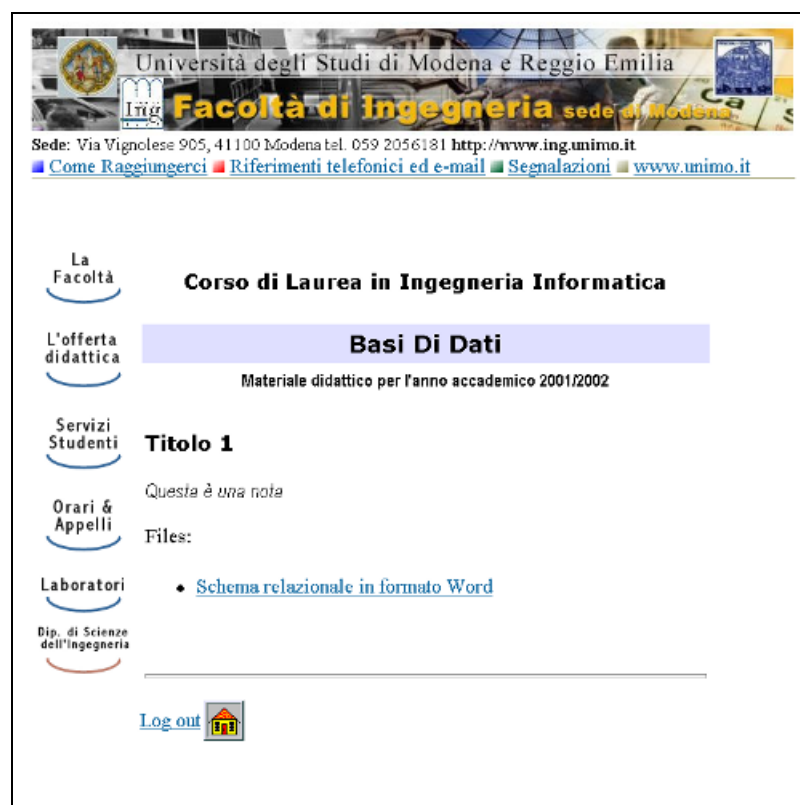 Università degli Studi di Modena e Reggio Emilia
Ing
Facoltà di Ingegneria sede di Modena
Sede: Via Vignolese 905, 41100 Modena tel. 059 2056181 http://www.ing.unimo.it
Come Raggiungerci Riferimenti telefonici ed e-mail Segnalazioni www.unimo.it
La
Facoltà
Corso di Laurea in Ingegneria Informatica
L'offerta
didattica
Basi Di Dati
Materiale didattico per l'anno accademico 2001/2002
Servizi
Studenti
Titolo 1
Questa è una nota
Orari &
Appelli
Files:
Laboratori
Schema relazionale in formato Word
Dip. di Scienze
dell'Ingegneria
Log out